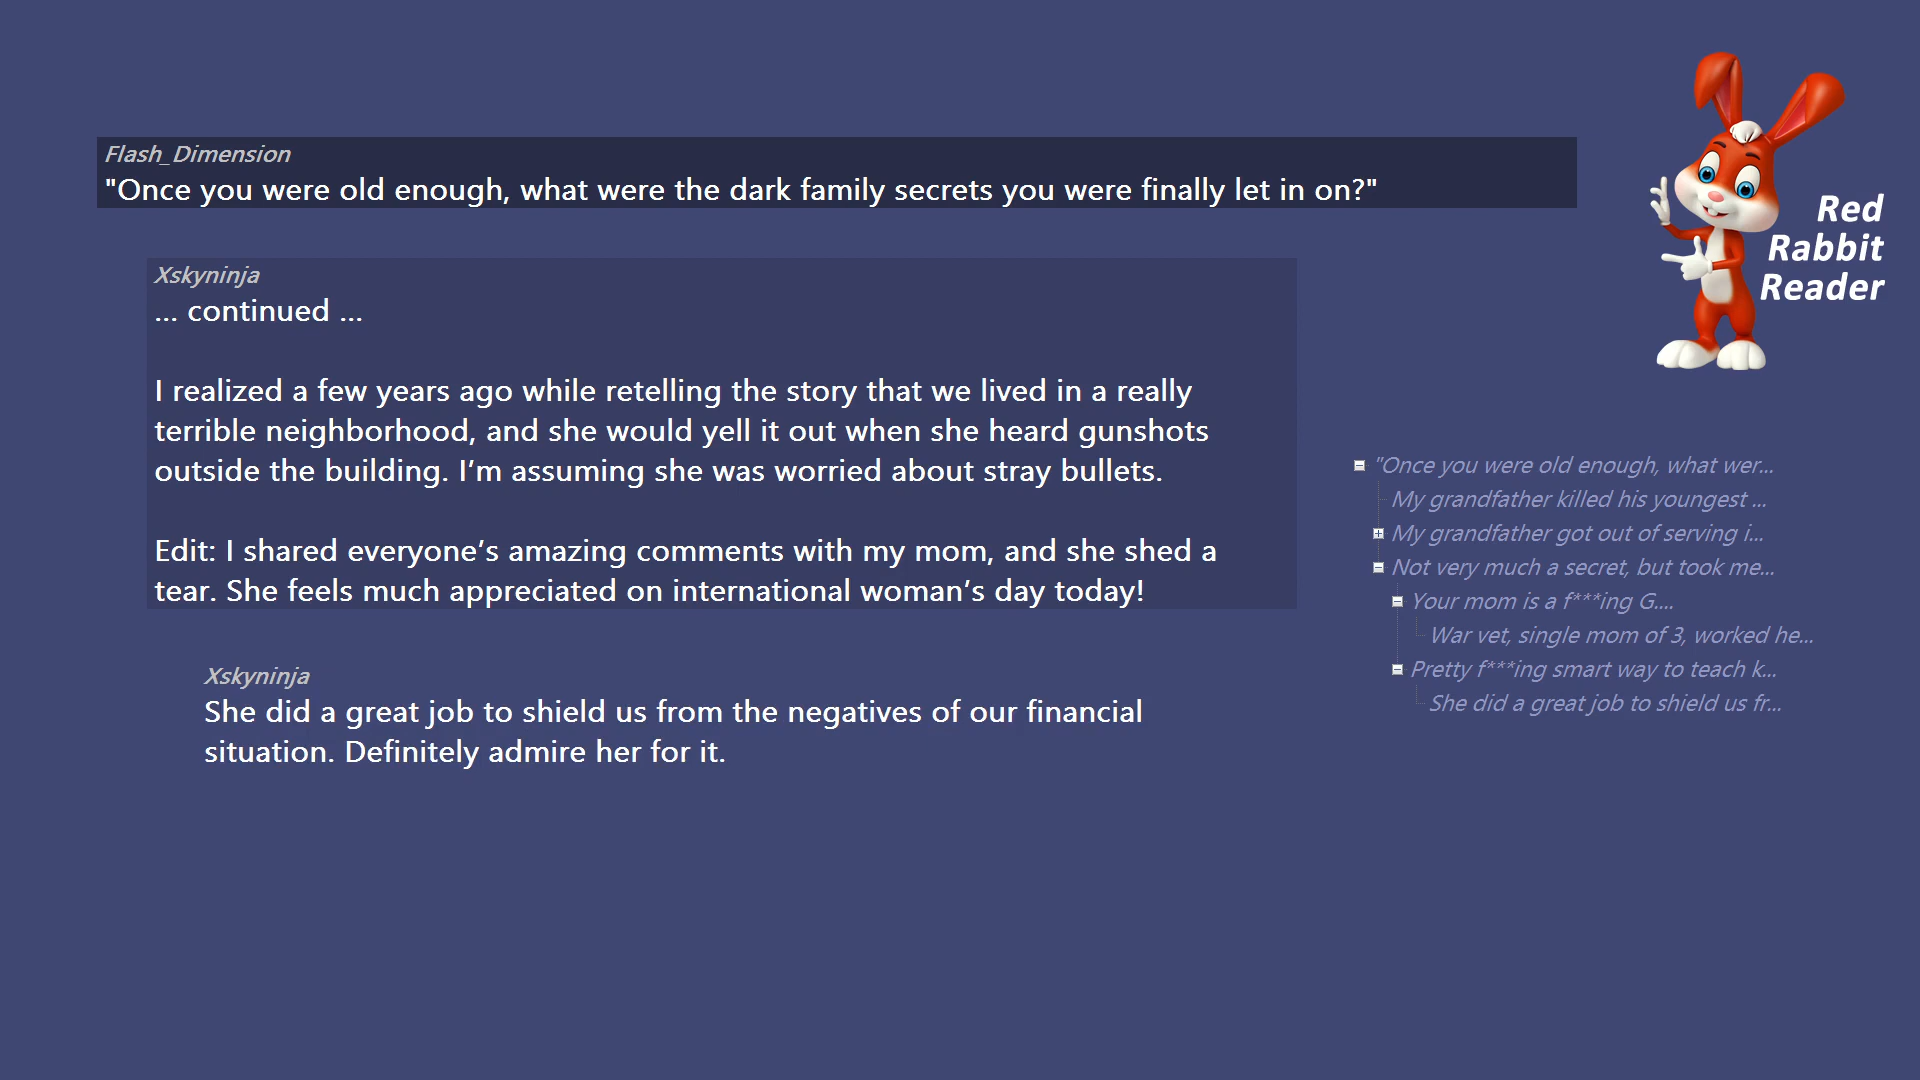 Flash_Dimension
"Once you were old enough, what were the dark family secrets you were finally let in on?"
Xskyninja
... continued ...
I realized a few years ago while retelling the story that we lived in a really
terrible neighborhood, and she would yell it out when she heard gunshots
outside the building. I’m assuming she was worried about stray bullets.
Edit: I shared everyone’s amazing comments with my mom, and she shed a
tear. She feels much appreciated on international woman’s day today!
Xskyninja
She did a great job to shield us from the negatives of our financial
situation. Definitely admire her for it.
Red
Rabbit
Reader
"Once you were old enough, what wer...
My grandfather killed his youngest ...
My grandfather got out of serving i...
Not very much a secret, but took me...
Your mom is a f***ing G....
War vet, single mom of 3, worked he...
Pretty f***ing smart way to teach k...
She did a great job to shield us fr...